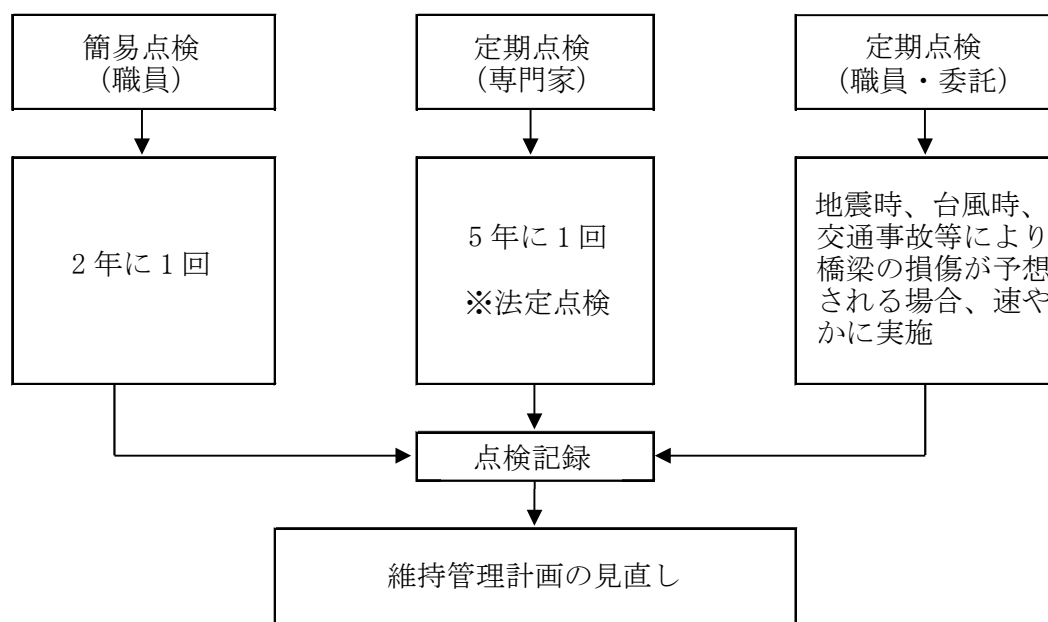 簡易点検
（職員）
定期点検
（専門家）
定期点検
（職員・委託）
2年に1回
5年に1回
※法定点検
地震時、台風時、
交通事故等により
橋梁の損傷が予想
される場合、速や
かに実施
点検記録
維持管理計画の見直し